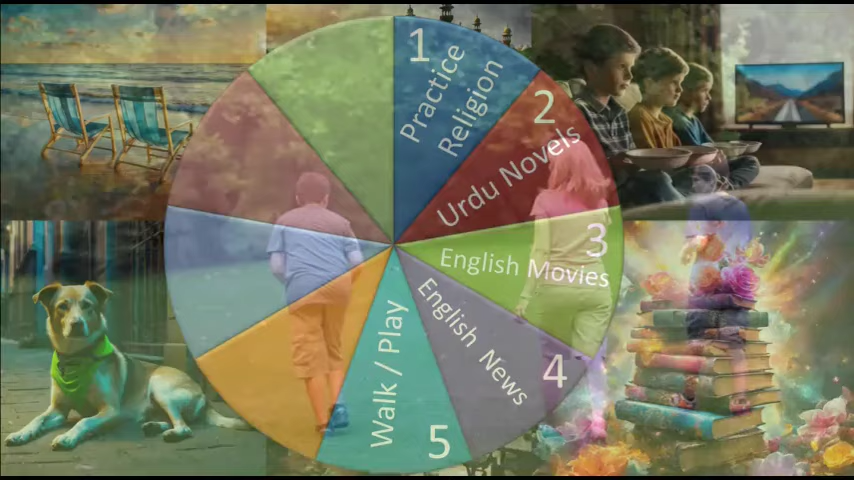 1
Practice
Religion
2
Urdu Novels
3
English Movies
English News
4
Walk / Play
5